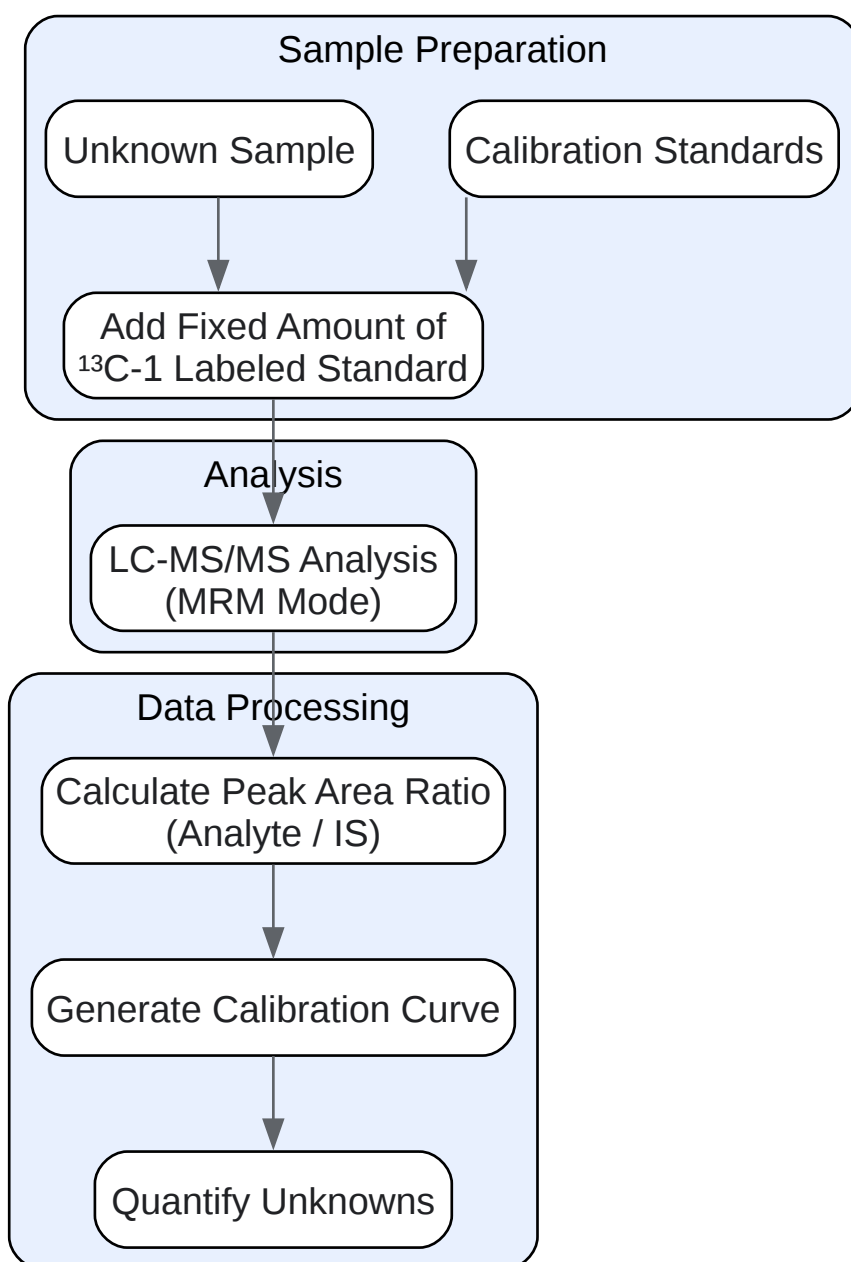 Sample Preparation
Unknown Sample
Calibration Standards
Add Fixed Amount of
¹³C-1 Labeled Standard
Analysis
LC-MS/MS Analysis
(MRM Mode)
Data Processing
Calculate Peak Area Ratio
(Analyte / IS)
Generate Calibration Curve
Quantify Unknowns